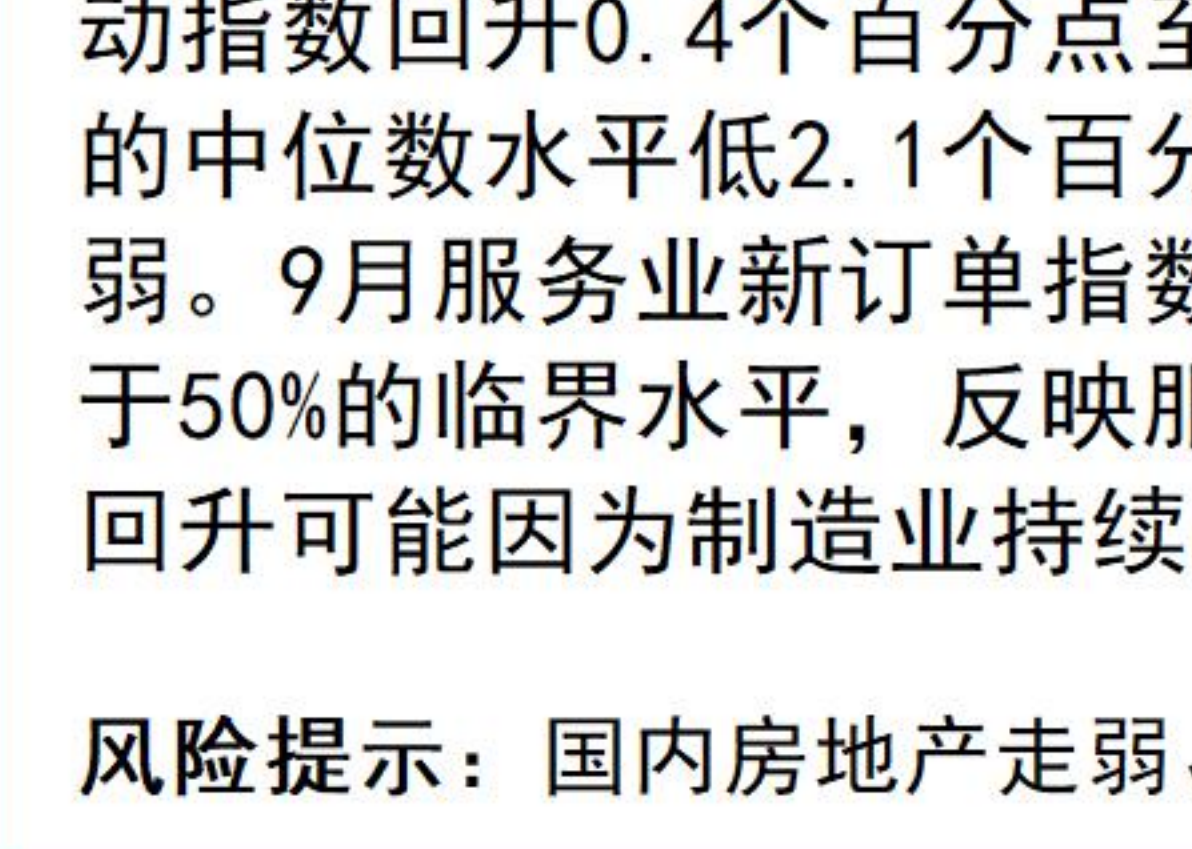 动指数回升0.4个百分点至
的中位数水平低2.1个百分
弱。9月服务业新订单指数
于50%的临界水平，反映服
回升可能因为制造业持续
风险提示：国内房地产走弱